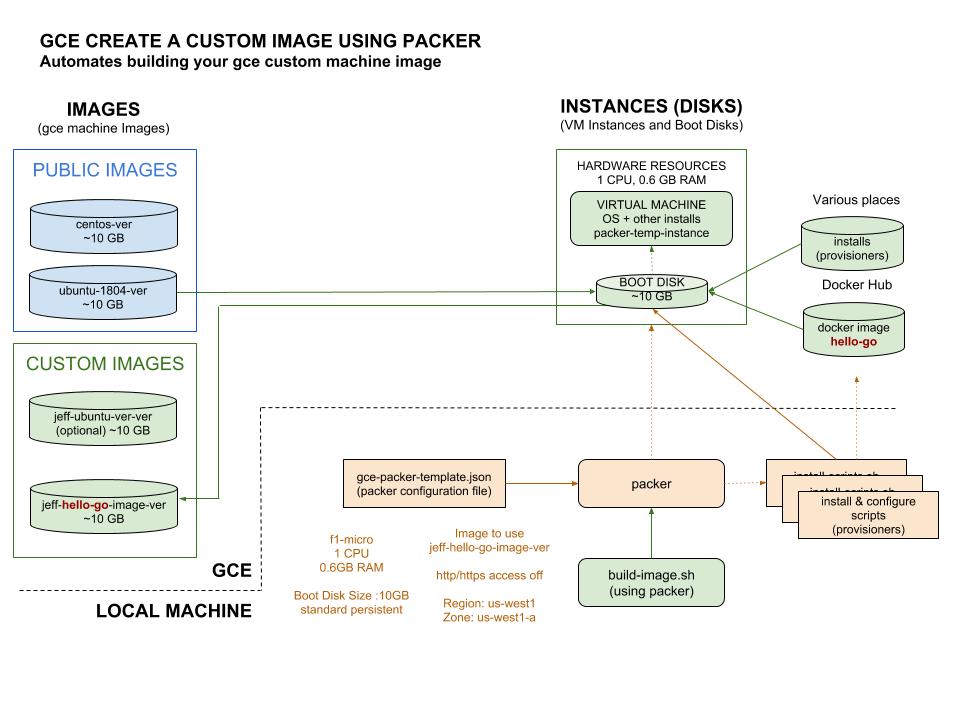 GCE CREATE A CUSTOM IMAGE USING PACKER
Automates building your gce custom machine image
IMAGES
(gce machine Images)
PUBLIC IMAGES
centos-ver
~10 GB
ubuntu-1804-ver
~10 GB
CUSTOM IMAGES
jeff-ubuntu-ver-ver
(optional) ~10 GB
jeff-hello-go-image-ver
~10 GB
INSTANCES (DISKS)
(VM Instances and Boot Disks)
HARDWARE RESOURCES
1 CPU, 0.6 GB RAM
VIRTUAL MACHINE
OS + other installs
packer-temp-instance
BOOT DISK
~10 GB
Various places
installs
(provisioners)
Docker Hub
docker image
hello-go
GCE
LOCAL MACHINE
gce-packer-template.json
(packer configuration file)
packer
install & configure
scripts
(provisioners)
f1-micro
1 CPU
0.6GB RAM
Boot Disk Size :10GB
standard persistent
Image to use
jeff-hello-go-image-ver
http/https access off
Region: us-west1
Zone: us-west1-a
build-image.sh
(using packer)